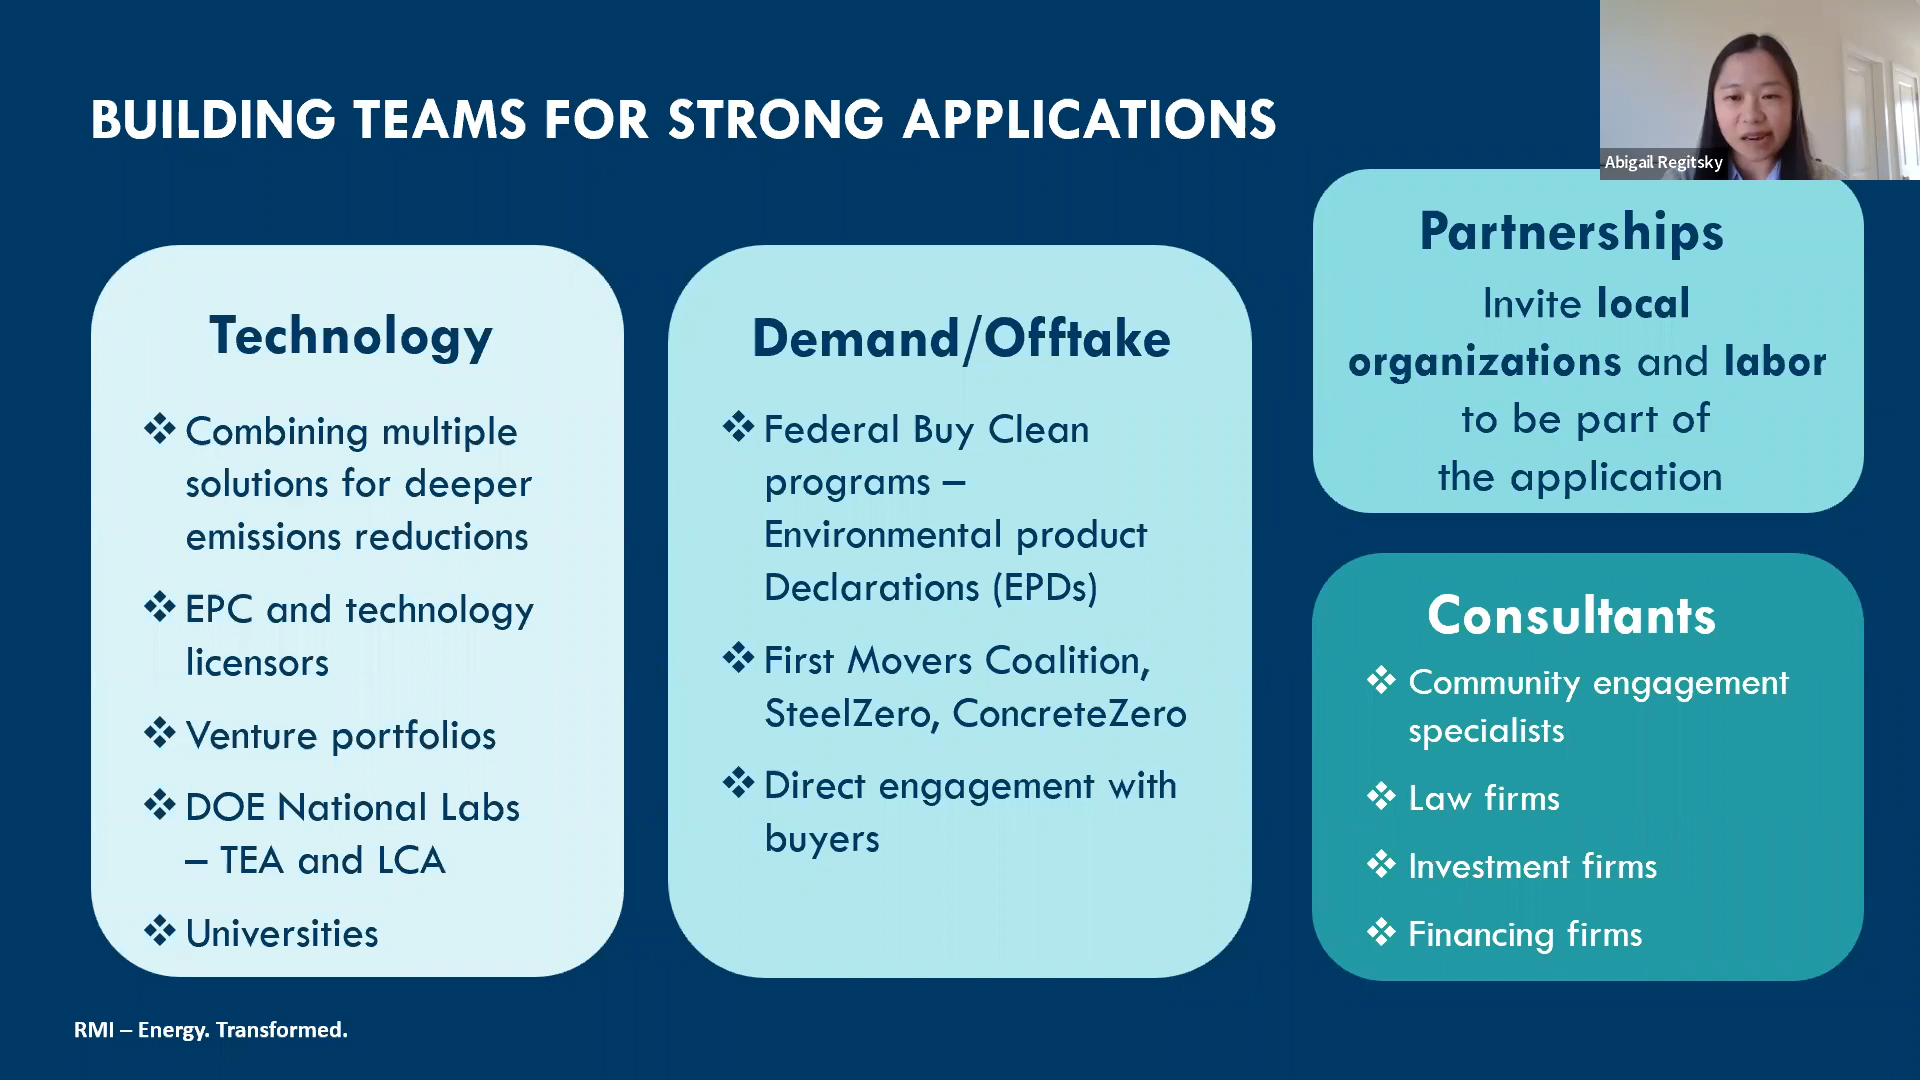 BUILDING TEAMS FOR STRONG APPLICATIONS
Abigail Regitsky
Technology
❖ Combining multiple
solutions for deeper
emissions reductions
❖ EPC and technology
licensors
❖ Venture portfolios
❖ DOE National Labs
– TEA and LCA
❖ Universities
Demand/Offtake
❖ Federal Buy Clean
programs –
Environmental product
Declarations (EPDs)
❖ First Movers Coalition,
SteelZero, ConcreteZero
❖ Direct engagement with
buyers
Partnerships
Invite local
organizations and labor
to be part of
the application
Consultants
❖ Community engagement
specialists
❖ Law firms
❖ Investment firms
❖ Financing firms
RMI – Energy. Transformed.